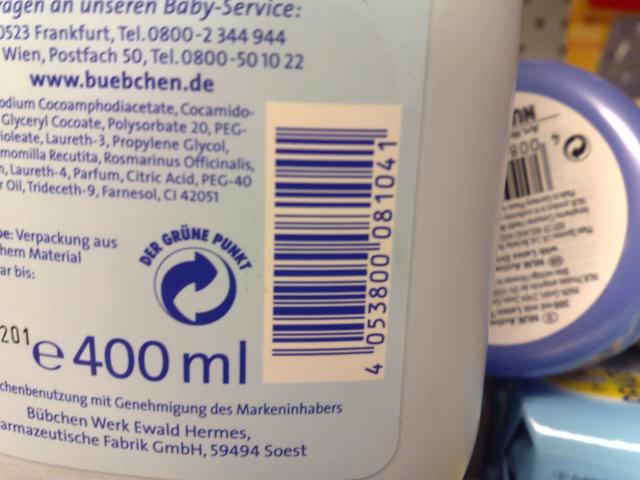 ragen an unseren Baby-Service:
0523 Frankfurt, Tel.0800-2 344 944
Wien, Postfach 50, Tel.0800-50 10 22
www.buebchen.de
odium Cocoamphodiacetate, Cocamido-
Glyceryl Cocoate, Polysorbate 20, PEG-
ioleate, Laureth-3, Propylene Glycol,
momilla Recutita, Rosmarinus Officinalis,
n, Laureth-4, Parfum, Citric Acid, PEG-40
r Oil, Trideceth-9, Farnesol, CI 42051
be: Verpackung aus
hem Material
ar bis:
DER GRÜNE PUNKT
201
e 400 ml
4 053800 081041
chenbenutzung mit Genehmigung des Markeninhabers
Bübchen Werk Ewald Hermes,
armazeutische Fabrik GmbH, 59494 Soest
NUK
4 008